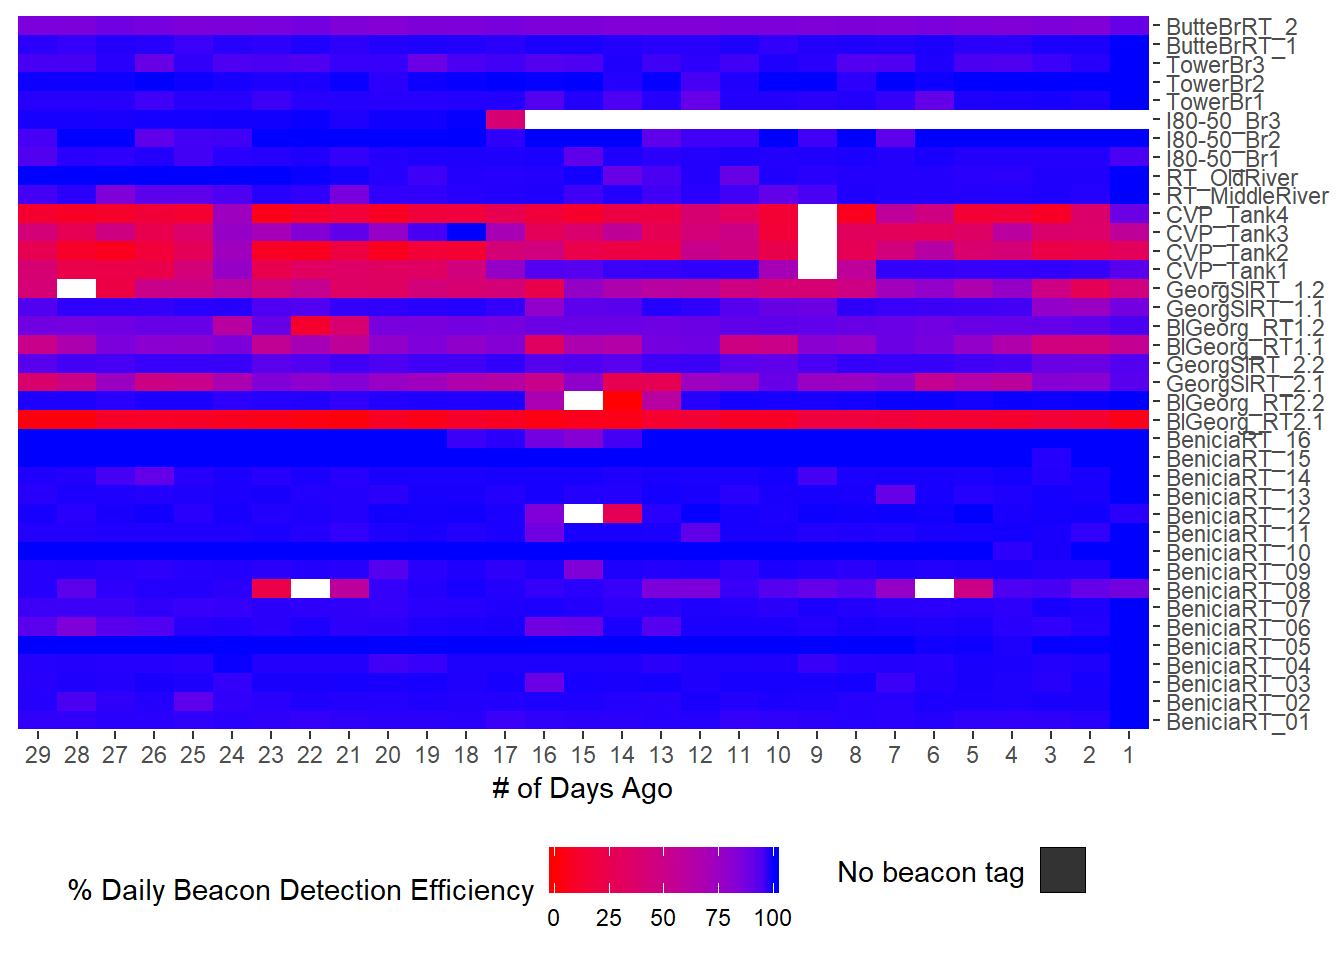 ButteBrRT_2
ButteBrRT_1
TowerBr3
TowerBr2
TowerBr1
I80-50_Br3
I80-50_Br2
I80-50_Br1
RT_OldRiver
RT_MiddleRiver
CVP_Tank4
CVP_Tank3
CVP_Tank2
CVP_Tank1
GeorgSlRT_1.2
GeorgSlRT_1.1
BlGeorg_RT1.2
BlGeorg_RT1.1
GeorgSlRT_2.2
GeorgSlRT_2.1
BlGeorg_RT2.2
BlGeorg_RT2.1
BeniciaRT_16
BeniciaRT_15
BeniciaRT_14
BeniciaRT_13
BeniciaRT_12
BeniciaRT_11
BeniciaRT_10
BeniciaRT_09
BeniciaRT_08
BeniciaRT_07
BeniciaRT_06
BeniciaRT_05
BeniciaRT_04
BeniciaRT_03
BeniciaRT_02
BeniciaRT_01
29 28 27 26 25 24 23 22 21 20 19 18 17 16 15 14 13 12 11 10 9 8 7 6 5 4 3 2 1
# of Days Ago
% Daily Beacon Detection Efficiency
0 25 50 75 100
No beacon tag